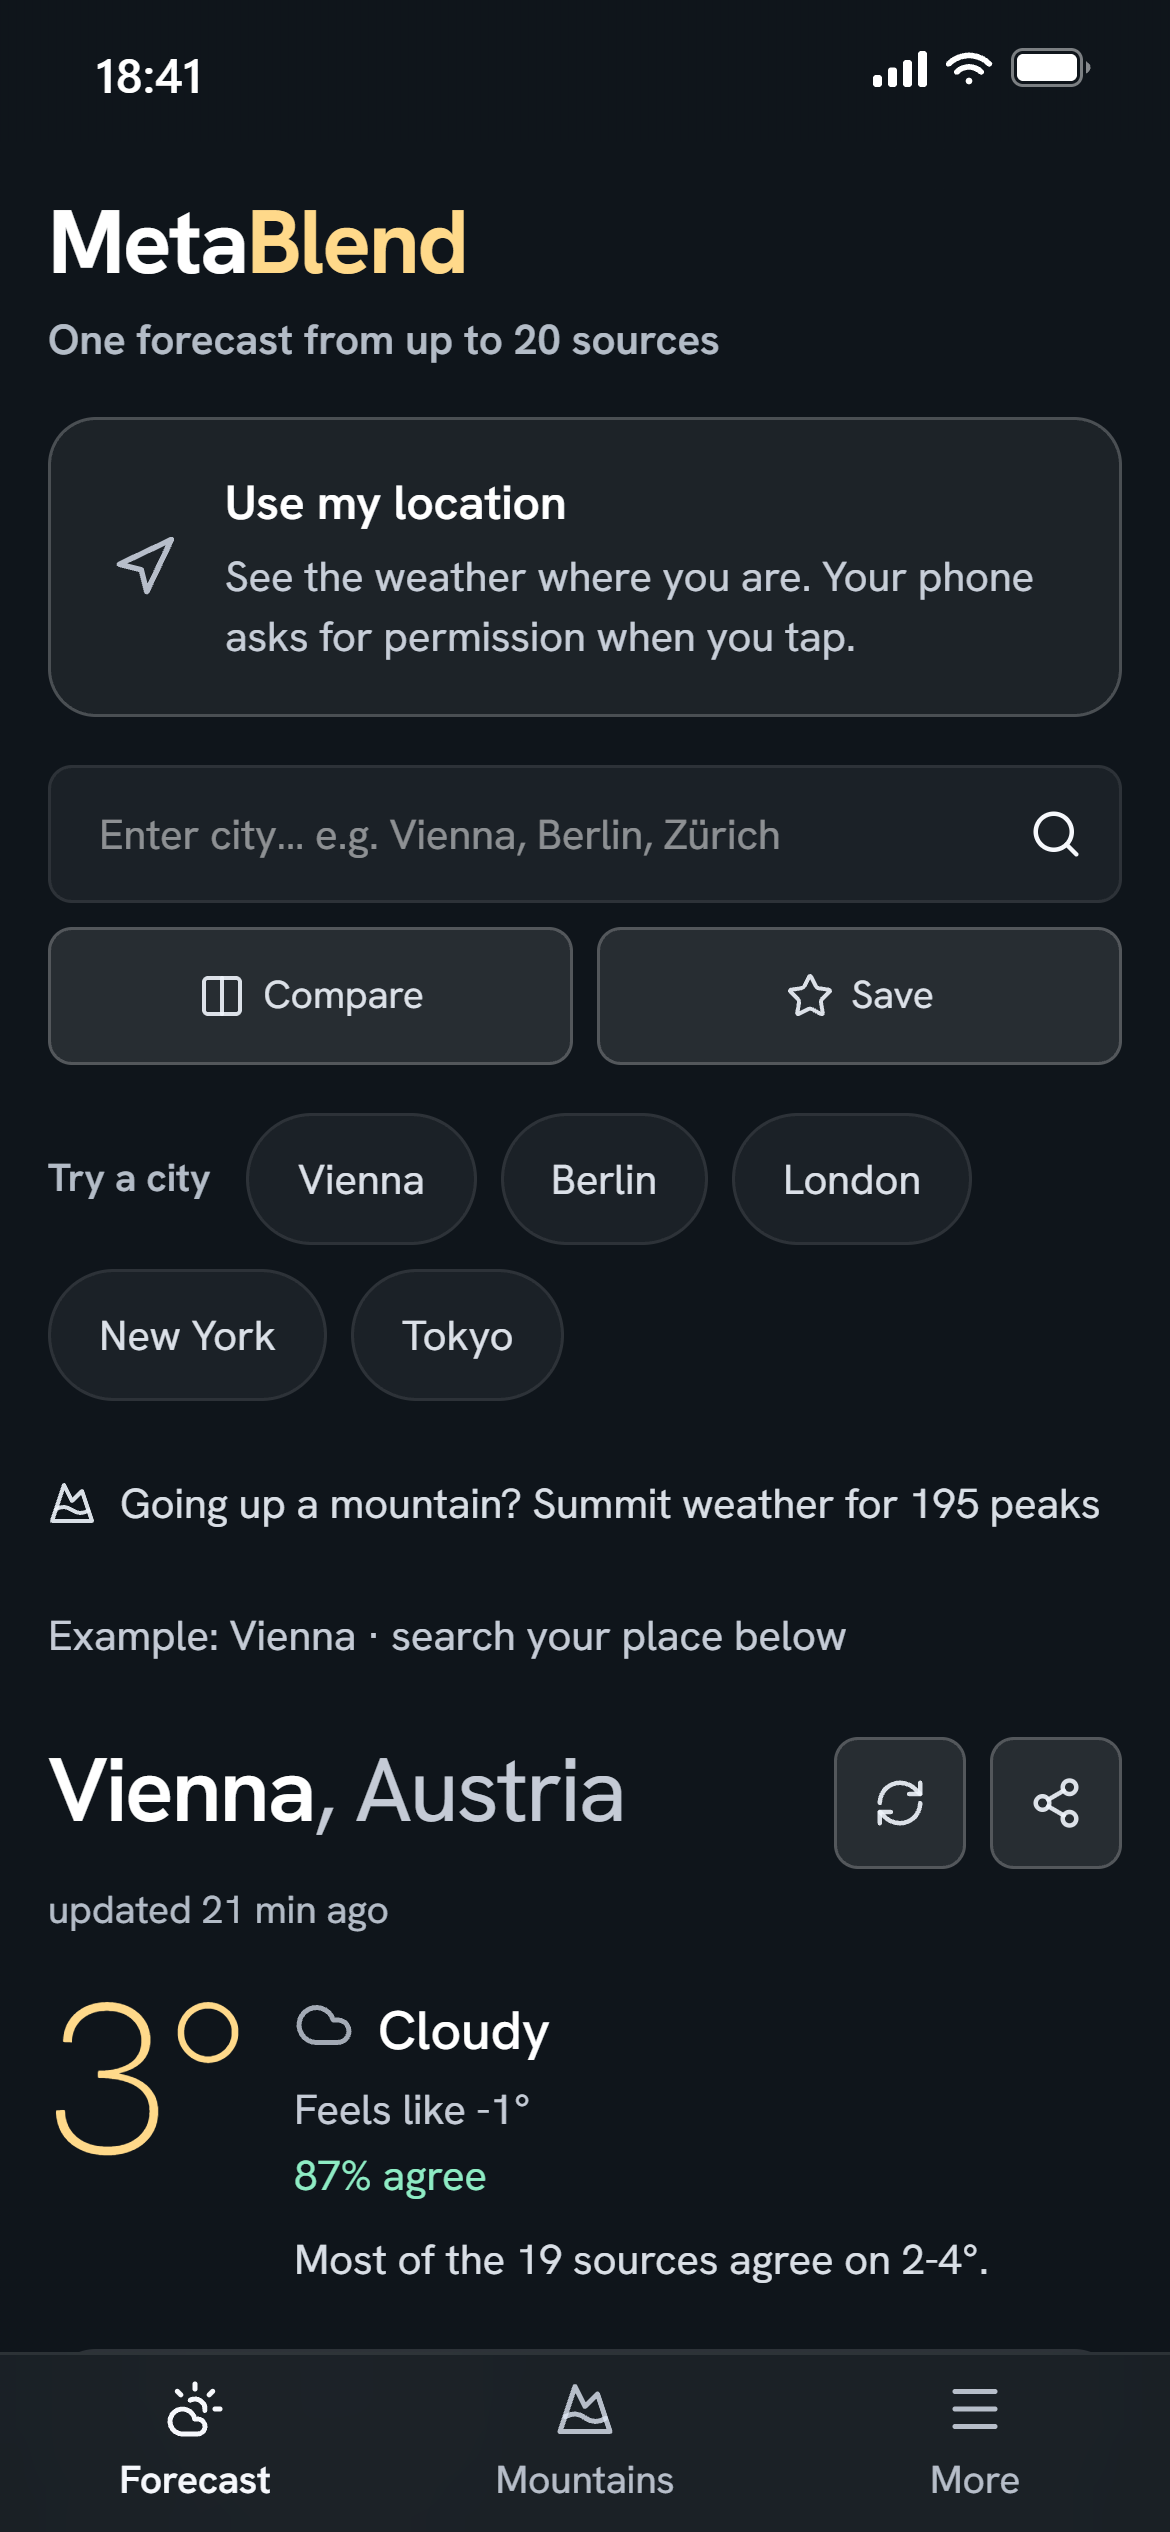 18:41
MetaBlend
One forecast from up to 20 sources
Use my location
See the weather where you are. Your phone
asks for permission when you tap.
Enter city... e.g. Vienna, Berlin, Zürich
Compare
Save
Try a city
Vienna
Berlin
London
New York
Tokyo
Going up a mountain? Summit weather for 195 peaks
Example: Vienna · search your place below
Vienna, Austria
updated 21 min ago
3°
Cloudy
Feels like -1°
87% agree
Most of the 19 sources agree on 2-4°.
Forecast
Mountains
More